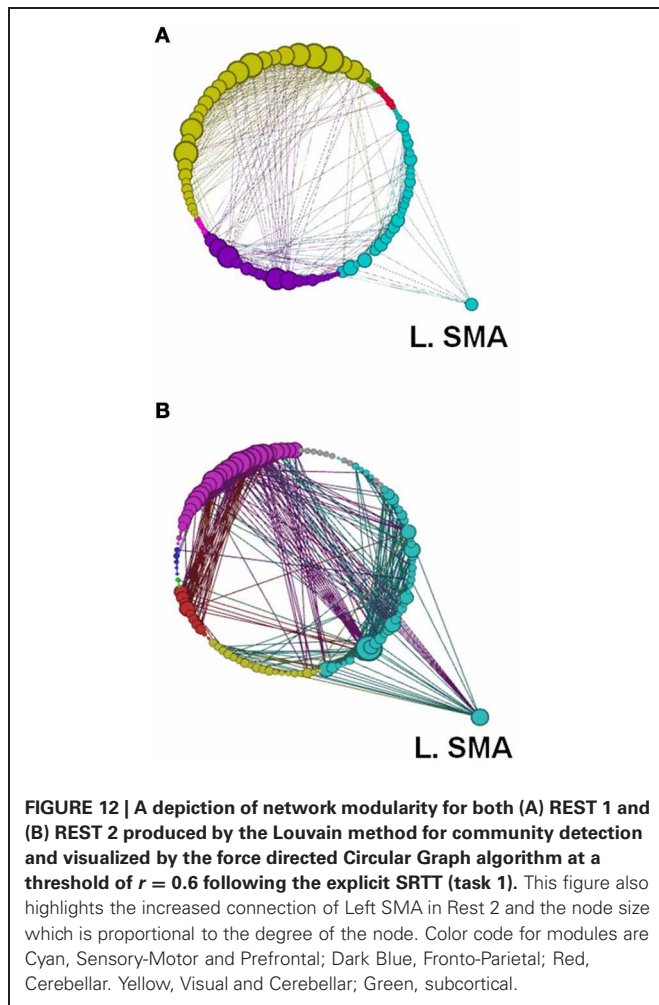 A
L. SMA
B
L. SMA
FIGURE 12 | A depiction of network modularity for both (A) REST 1 and
(B) REST 2 produced by the Louvain method for community detection
and visualized by the force directed Circular Graph algorithm at a
threshold of r = 0.6 following the explicit SRTT (task 1). This figure also
highlights the increased connection of Left SMA in Rest 2 and the node size
which is proportional to the degree of the node. Color code for modules are
Cyan, Sensory-Motor and Prefrontal; Dark Blue, Fronto-Parietal; Red,
Cerebellar. Yellow, Visual and Cerebellar; Green, subcortical.